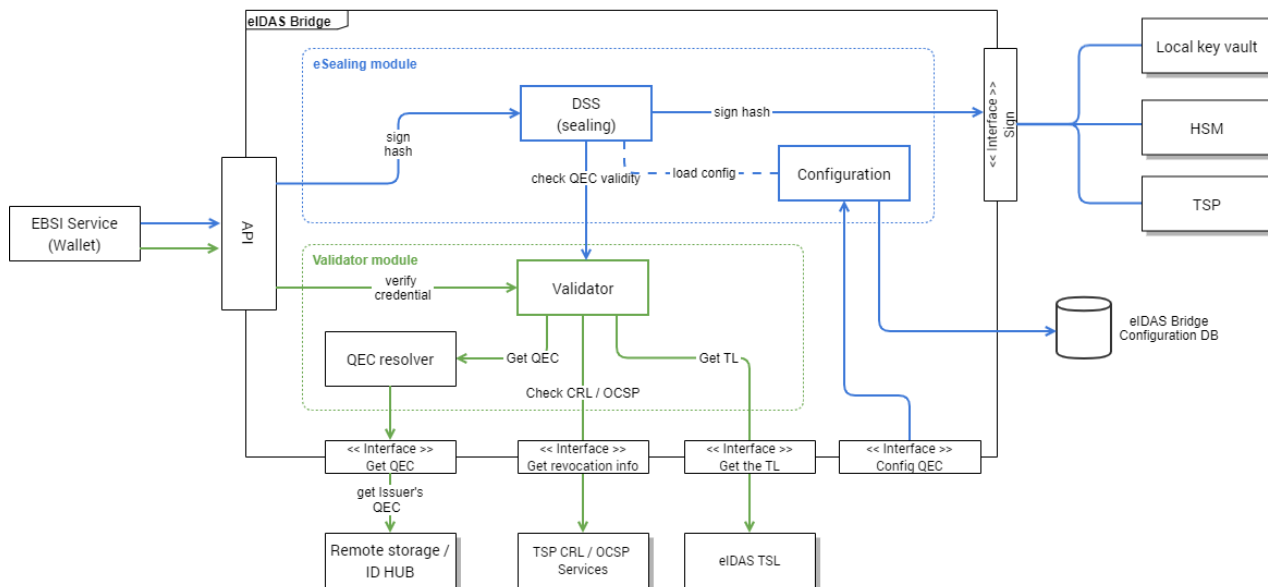 eIDAS Bridge
eSealing module
Local key vault
DSS
(sealing)
sign hash
<< Interface >>
Sign
HSM
sign
hash
check QEC validity
load config
Configuration
TSP
EBSI Service
(Wallet)
API
Validator module
verify
credential
Validator
eIDAS Bridge
Configuration DB
QEC resolver
Get QEC
Get TL
Check CRL / OCSP
<< Interface >>
Get QEC
<< Interface >>
Get revocation info
<< Interface >>
Get the TL
<< Interface >>
Config QEC
get Issuer's
QEC
Remote storage /
ID HUB
TSP CRL / OCSP
Services
eIDAS TSL